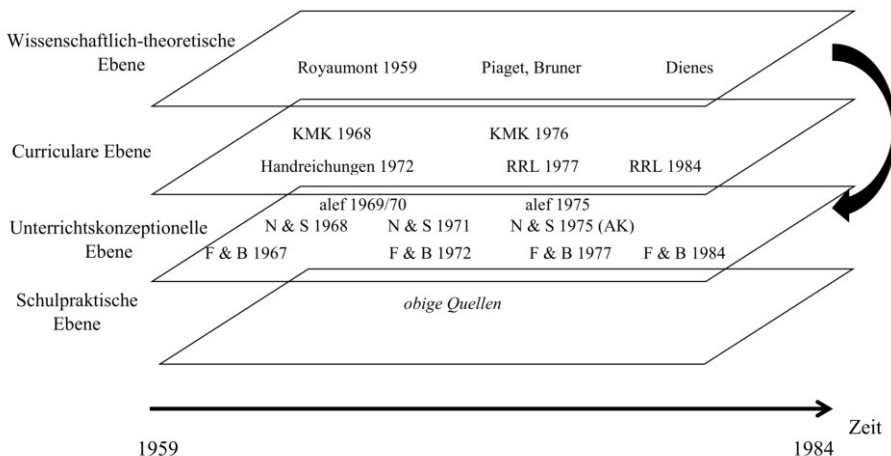 Wissenschaftlich-theoretische
Ebene
Royaumont 1959 Piaget, Bruner Dienes
KMK 1968 KMK 1976
Curriculare Ebene
Handreichungen 1972 RRL 1977 RRL 1984
alef 1969/70 alef 1975
Unterrichtskonzeptionelle
Ebene
N & S 1968 N & S 1971 N & S 1975 (AK)
F & B 1967 F & B 1972 F & B 1977 F & B 1984
Schulpraktische
Ebene
obige Quellen
Zeit
1959 1984